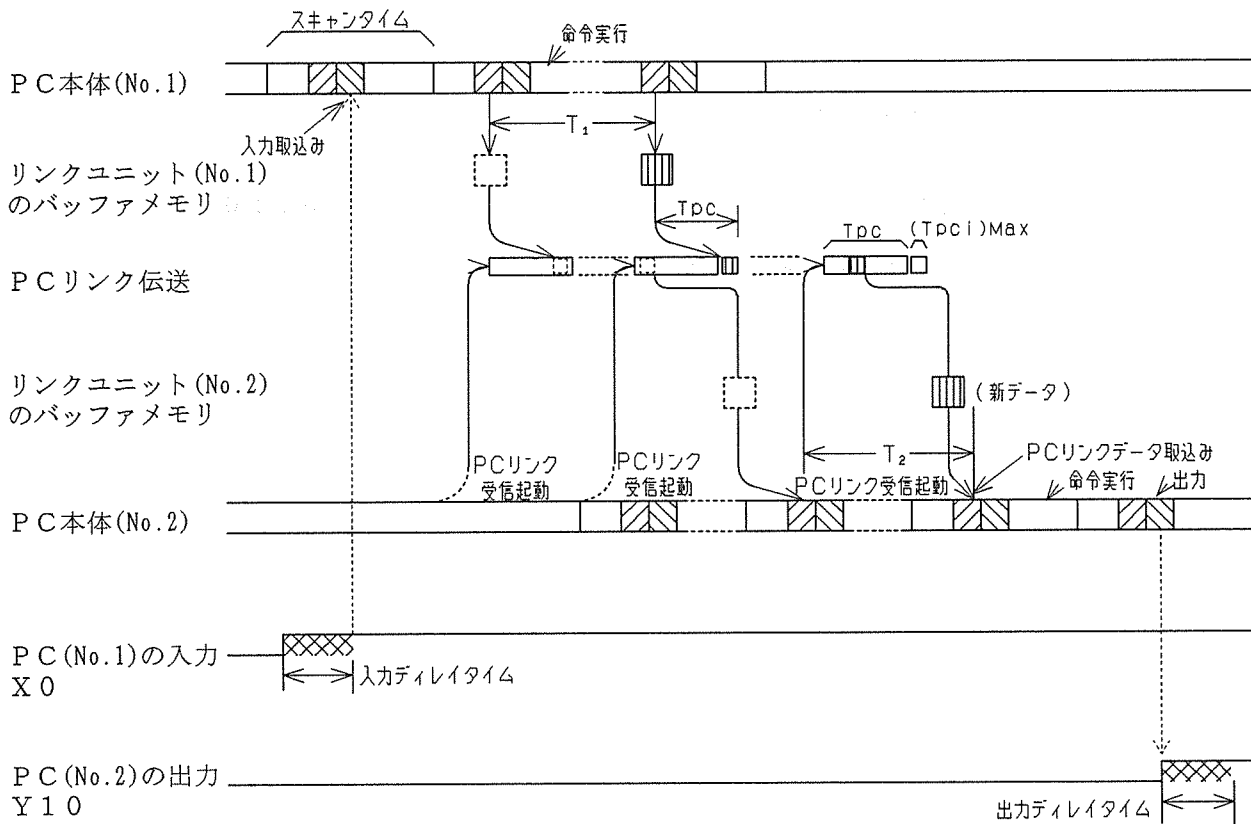 スキャンタイム
命令実行
PC本体(No.1)
入力取込み
T₁
リンクユニット(No.1)
のバッファメモリ
Tpc
Tpc
(Tpci)Max
PCリンク伝送
リンクユニット(No.2)
のバッファメモリ
(新データ)
T₂
PCリンクデータ取込み
PCリンク
受信起動
PCリンク
受信起動
PCリンク受信起動
命令実行
出力
PC本体(No.2)
PC(No.1)の入力
X0
入力ディレイタイム
PC(No.2)の出力
Y10
出力ディレイタイム